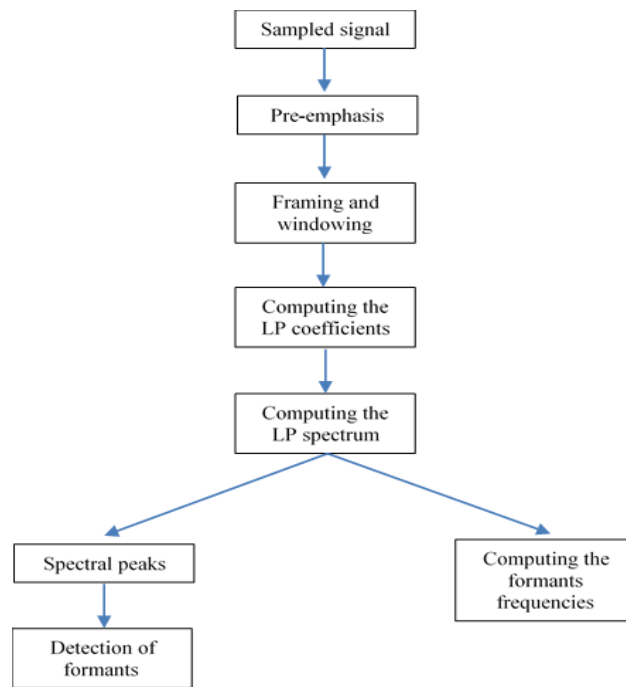 Sampled signal
Pre-emphasis
Framing and
windowing
Computing the
LP coefficients
Computing the
LP spectrum
Spectral peaks
Computing the
formants
frequencies
Detection of
formants